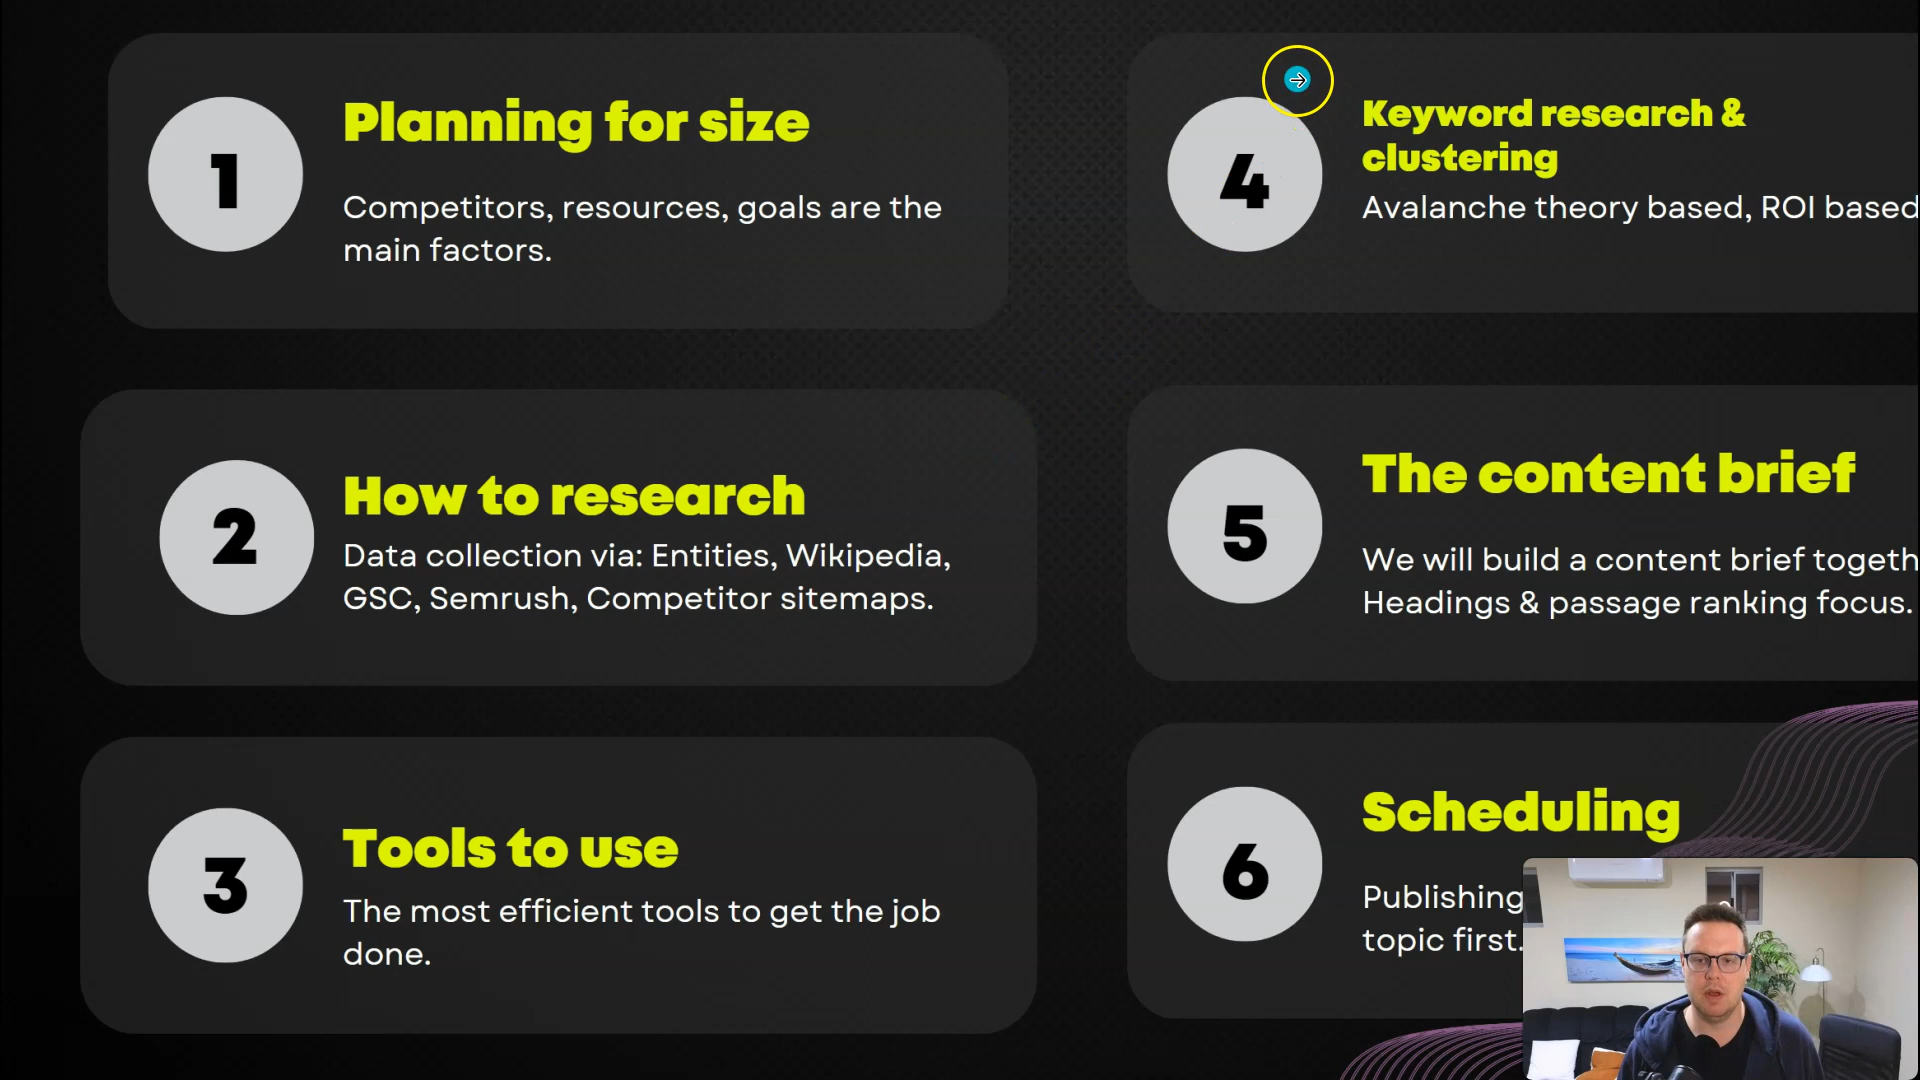 1
Planning for size
Competitors, resources, goals are the
main factors.
2
How to research
Data collection via: Entities, Wikipedia,
GSC, Semrush, Competitor sitemaps.
3
Tools to use
The most efficient tools to get the job
done.
4
Keyword research &
clustering
Avalanche theory based, ROI based
5
The content brief
We will build a content brief togeth
Headings & passage ranking focus.
6
Scheduling
Publishing
topic first.